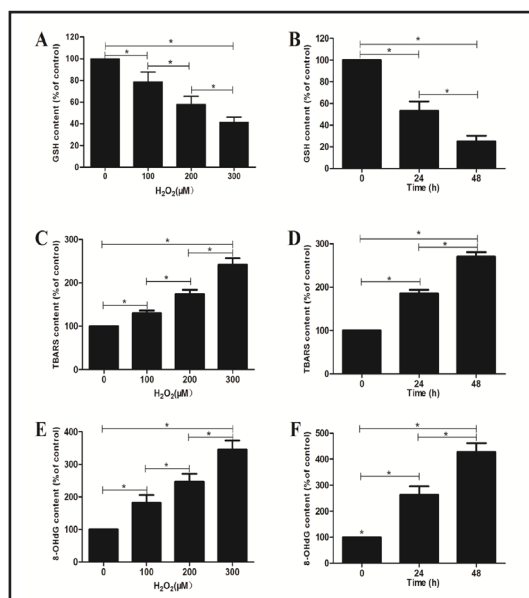 A
GSH content (% of control)
120
100
80
60
40
20
0
* * * *
0 100 200 300
H₂O₂(μM)
B
GSH content (% of control)
120
100
80
60
40
20
0
* * *
0 24 48
Time (h)
C
TBARS content (% of control)
300
200
100
0
* * * *
0 100 200 300
H₂O₂(μM)
D
TBARS content (% of control)
300
200
100
0
* * *
0 24 48
Time (h)
E
8-OHdG content (% of control)
400
300
200
100
0
* * * *
0 100 200 300
H₂O₂(μM)
F
8-OHdG content (% of control)
500
400
300
200
100
0
* * * *
0 24 48
Time (h)